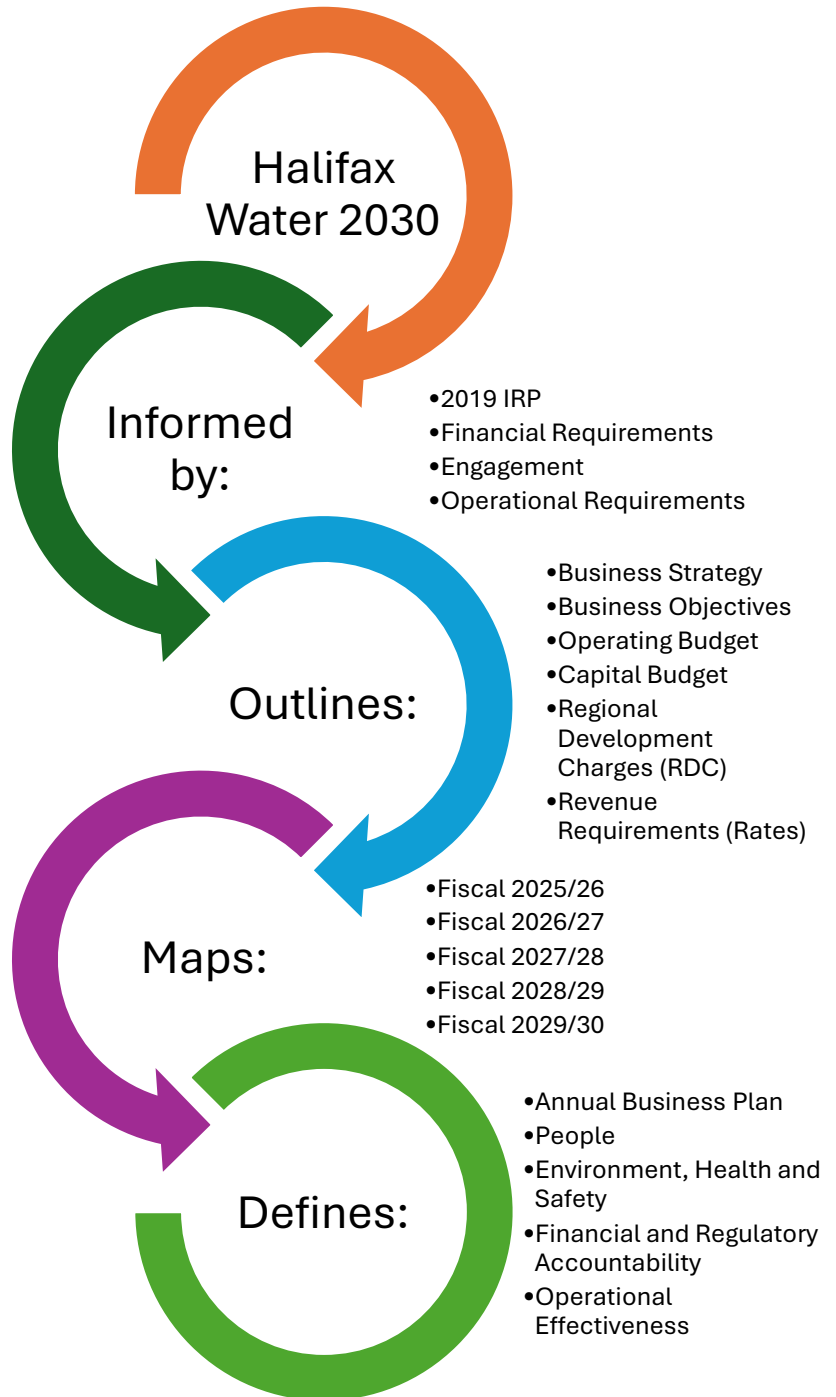 Halifax
Water 2030
Informed
by:
•2019 IRP
•Financial Requirements
•Engagement
•Operational Requirements
Outlines:
•Business Strategy
•Business Objectives
•Operating Budget
•Capital Budget
•Regional
Development
Charges (RDC)
•Revenue
Requirements (Rates)
Maps:
•Fiscal 2025/26
•Fiscal 2026/27
•Fiscal 2027/28
•Fiscal 2028/29
•Fiscal 2029/30
Defines:
•Annual Business Plan
•People
•Environment, Health and
Safety
•Financial and Regulatory
Accountability
•Operational
Effectiveness